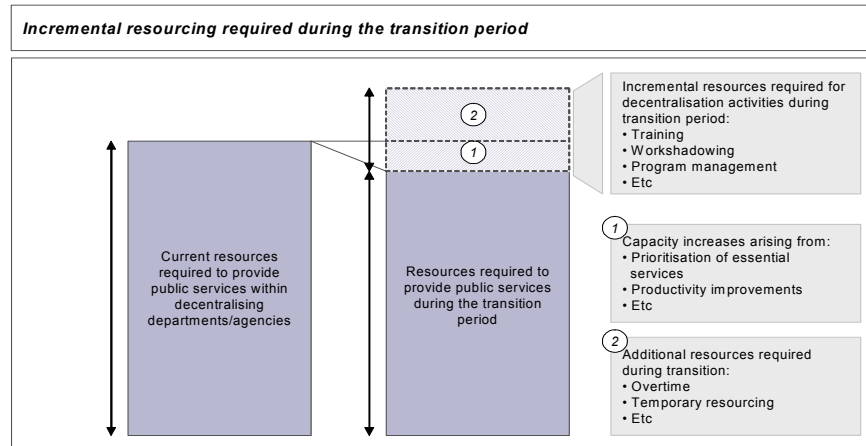 Incremental resourcing required during the transition period
2
1
Current resources
required to provide
public services within
decentralising
departments/agencies
Resources required to
provide public services
during the transition
period
Incremental resources required for
decentralisation activities during
transition period:
• Training
• Workshadowing
• Program management
• Etc
1
Capacity increases arising from:
• Prioritisation of essential
services
• Productivity improvements
• Etc
2
Additional resources required
during transition:
• Overtime
• Temporary resourcing
• Etc